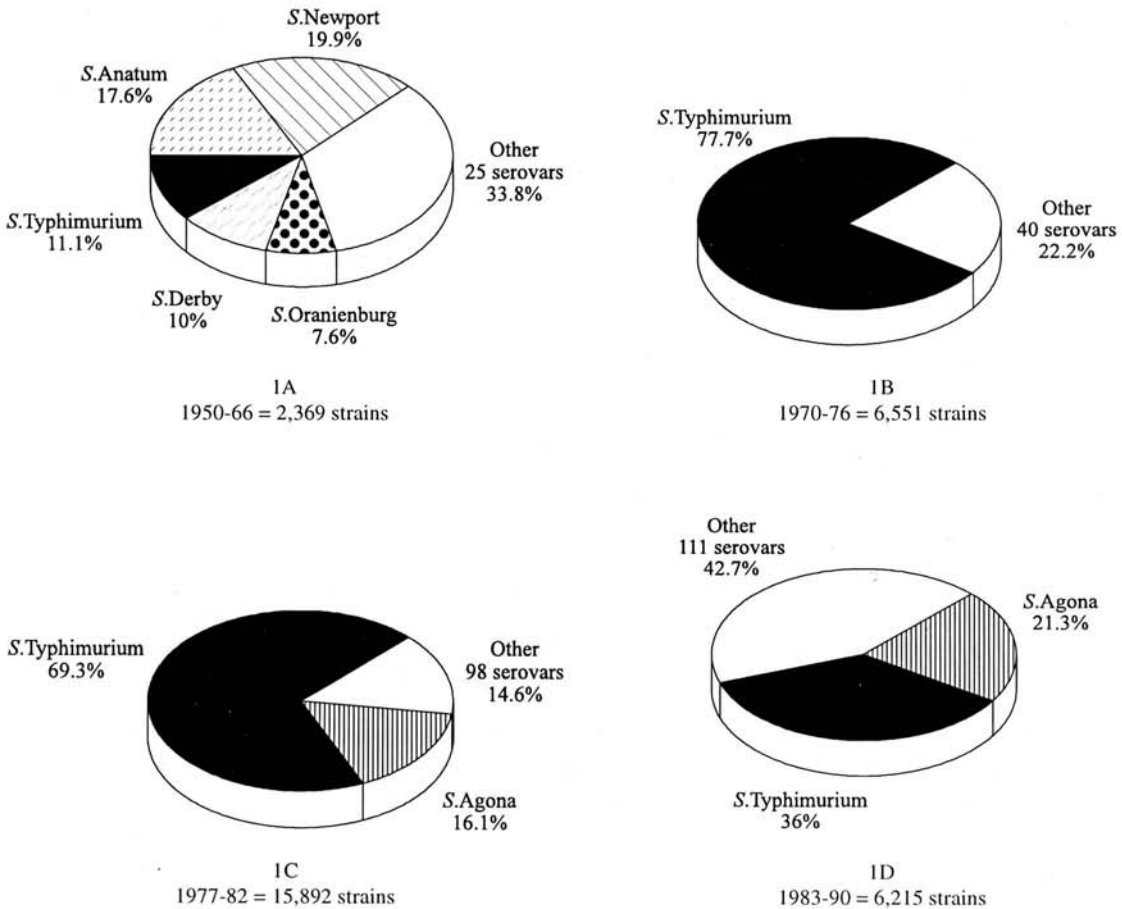 S.Newport
19.9%
S.Anatum
17.6%
Other
25 serovars
33.8%
S.Typhimurium
11.1%
S.Derby
10%
S.Oranienburg
7.6%
1A
1950-66 = 2,369 strains
S.Typhimurium
77.7%
Other
40 serovars
22.2%
1B
1970-76 = 6,551 strains
S.Typhimurium
69.3%
Other
98 serovars
14.6%
S.Agona
16.1%
1C
1977-82 = 15,892 strains
Other
111 serovars
42.7%
S.Agona
21.3%
S.Typhimurium
36%
1D
1983-90 = 6,215 strains